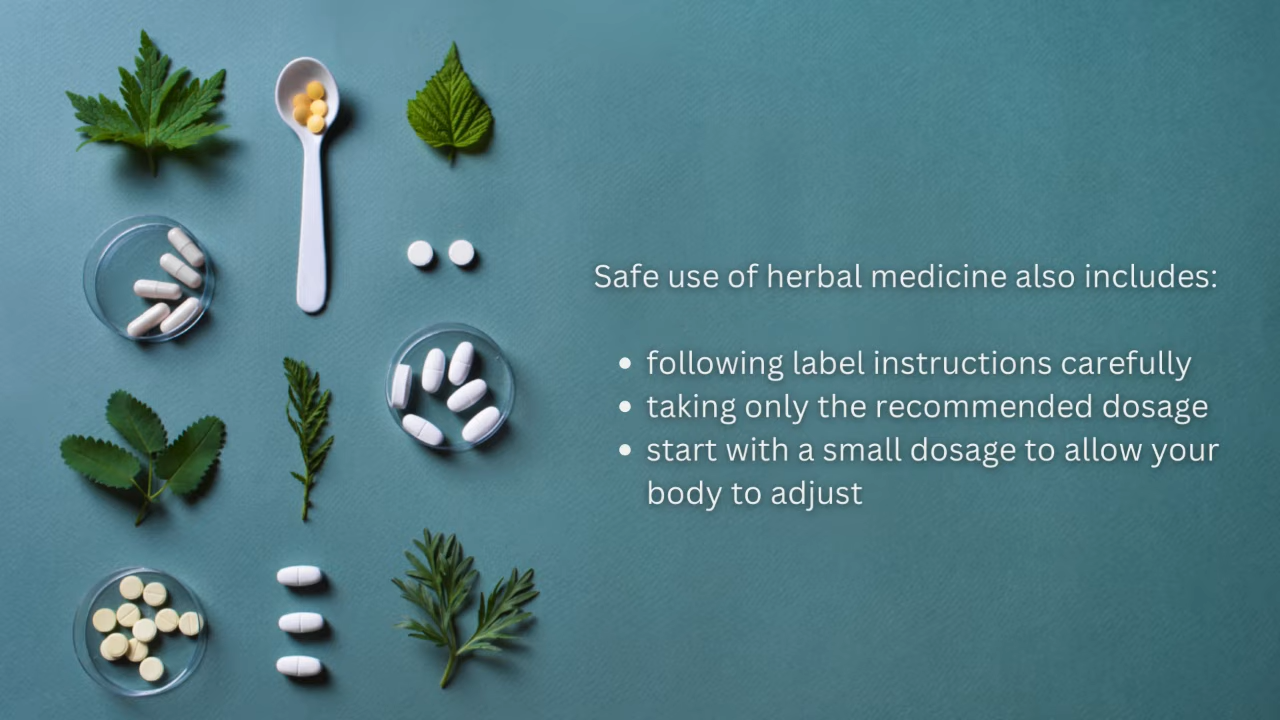 Safe use of herbal medicine also includes:
• following label instructions carefully
• taking only the recommended dosage
• start with a small dosage to allow your
body to adjust